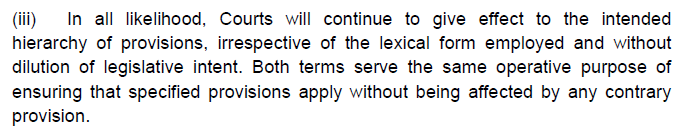 (iii) In all likelihood, Courts will continue to give effect to the intended
hierarchy of provisions, irrespective of the lexical form employed and without
dilution of legislative intent. Both terms serve the same operative purpose of
ensuring that specified provisions apply without being affected by any contrary
provision.